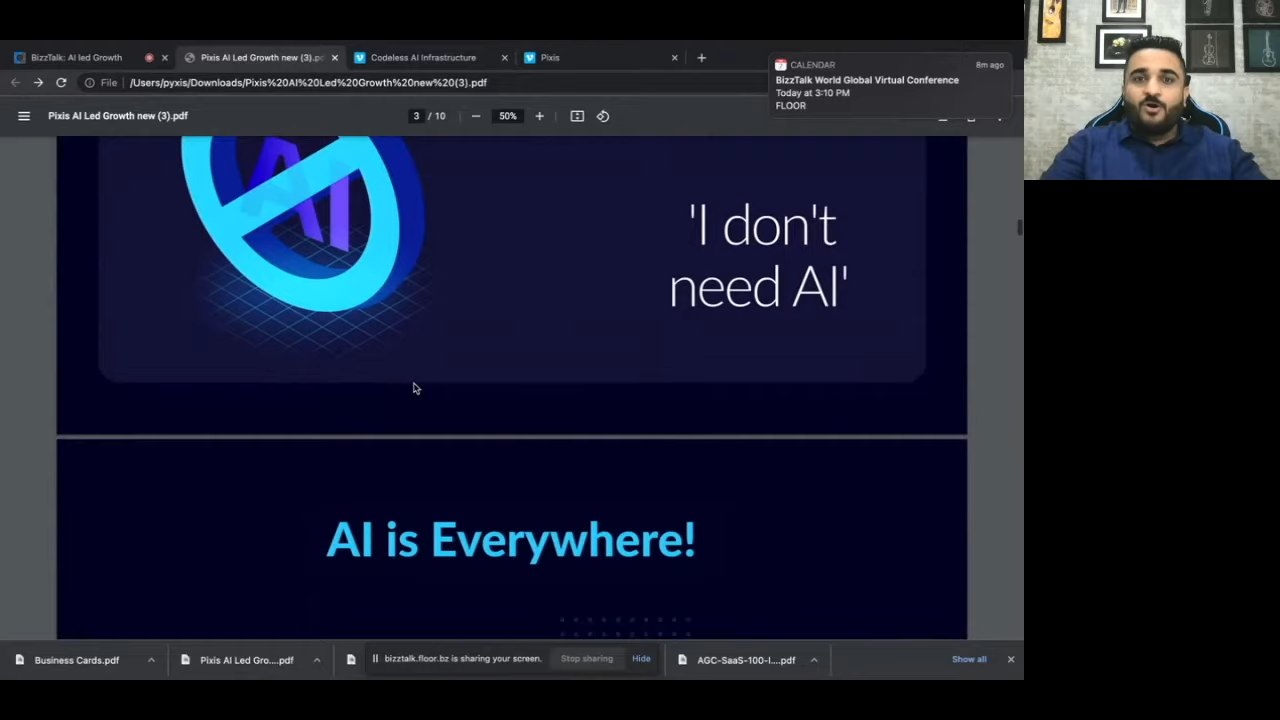 BizzTalk: AI led Growth
Pixis AI Led Growth new (3).pd
Codeless AI Infrastructure
Pixis
File
/Users/pyxis/Downloads/Pixis%20AI%20Led%20Growth%20new%20(3).pdf
CALENDAR
8m ago
BizzTalk World Global Virtual Conference
Today at 3:10 PM
FLOOR
Pixis AI Led Growth new (3).pdf
3 / 10
50%
AI
'I don't
need AI'
AI is Everywhere!
Business Cards.pdf
Pixis AI Led Gro....pdf
bizztalk.floor.bz is sharing your screen.
Stop sharing
Hide
AGC-SaaS-100-I....pdf
Show all